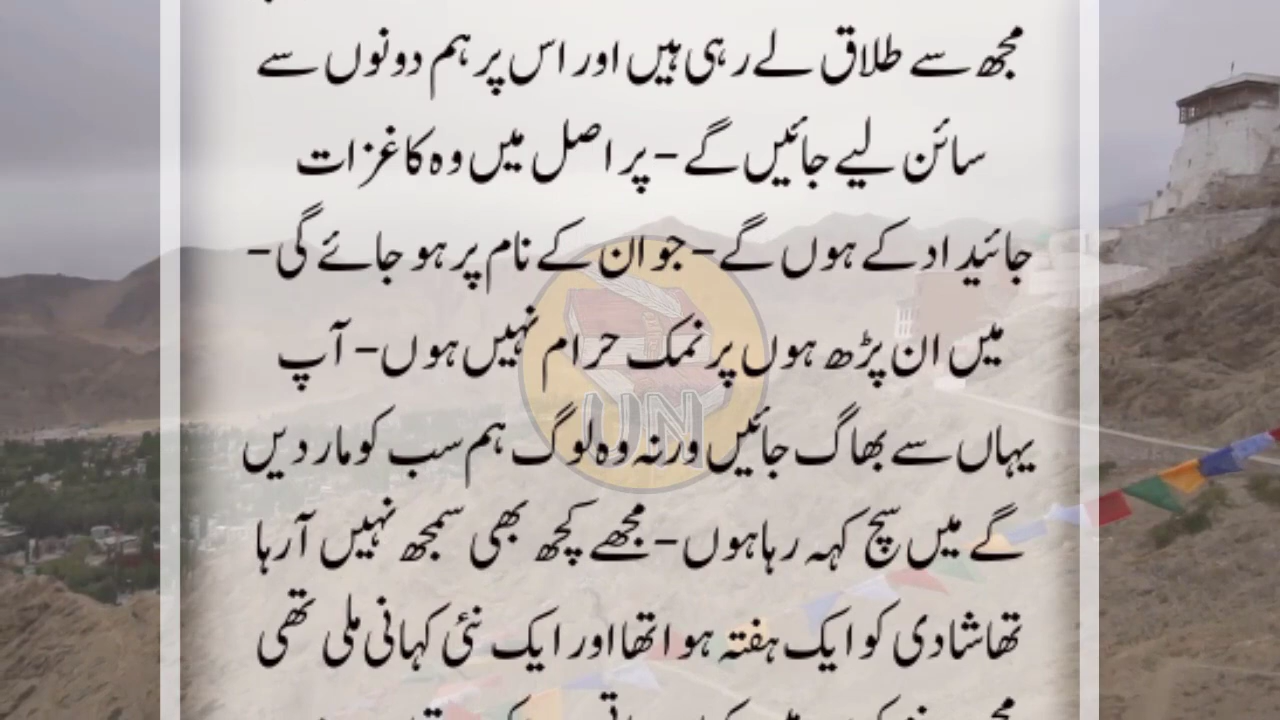 مجھ سے طلاق لے رہی ہیں اور اس پر ہم دونوں سے
سائن لیے جائیں گے – پر اصل میں وہ کاغزات
جائیداد کے ہوں گے – جو ان کے نام پر ہو جائے گی –
میں ان پڑھ ہوں پر نمک حرام نہیں ہوں – آپ
یہاں سے بھاگ جائیں ورنہ وہ لوگ ہم سب کو مار دیں
گے میں سچ کہہ رہا ہوں – مجھے کچھ بھی سمجھ نہیں آرہا
تھا شادی کو ایک ہفتہ ہوا تھا اور ایک نئی کہانی ملی تھی
UN